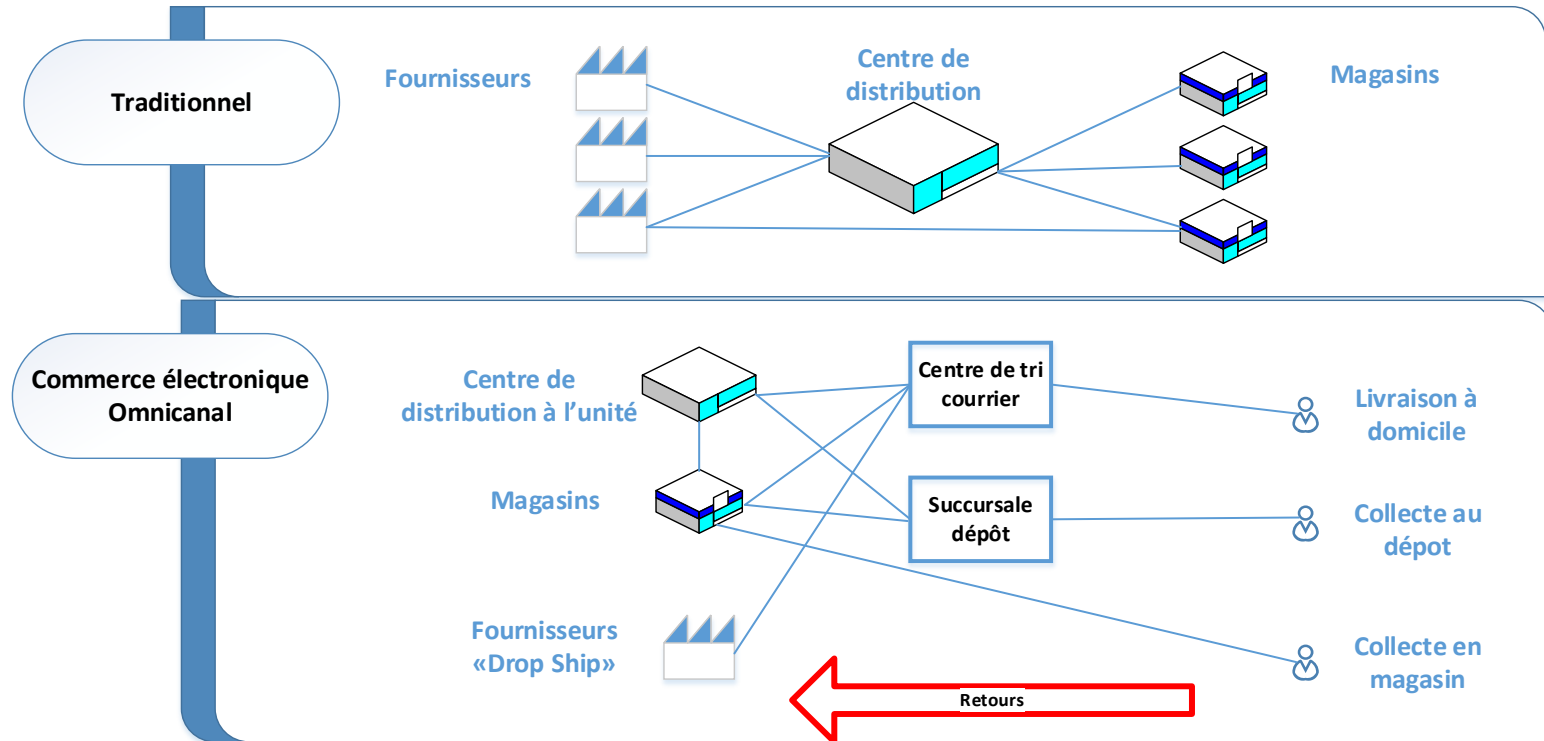 Traditionnel
Fournisseurs
Centre de
distribution
Magasins
Commerce électronique
Omnicanal
Centre de
distribution à l’unité
Magasins
Fournisseurs
«Drop Ship»
Centre de tri
courrier
Succursale
dépôt
Livraison à
domicile
Collecte au
dépot
Collecte en
magasin
Retours